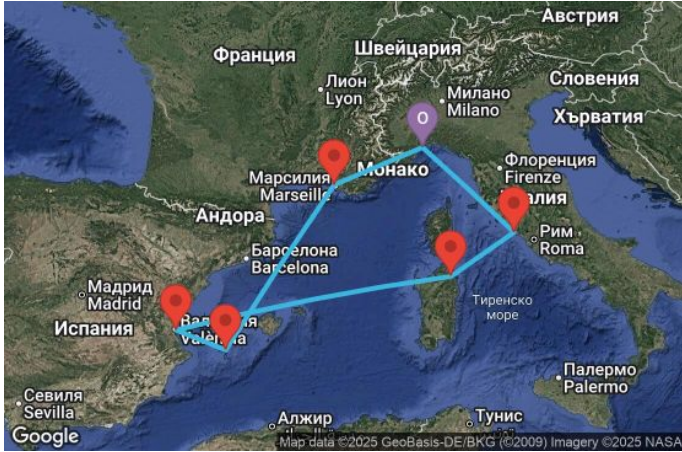 Австрия
Франция
Швейцария
Словения
Лион
Lyon
Милано
Milano
Хърватия
О
Марсилия
Marseille
Монако
Флоренция
Firenze
Андора
Рим
Roma
Барселона
Barcelona
Мадрид
Madrid
Испания
València
Тиренско
море
Палермо
Palermo
Севиля
Sevilla
Алжир
Тунис
Google
Map data ©2025 GeoBasis-DE/BKG (©2009) Imagery ©2025 NASA